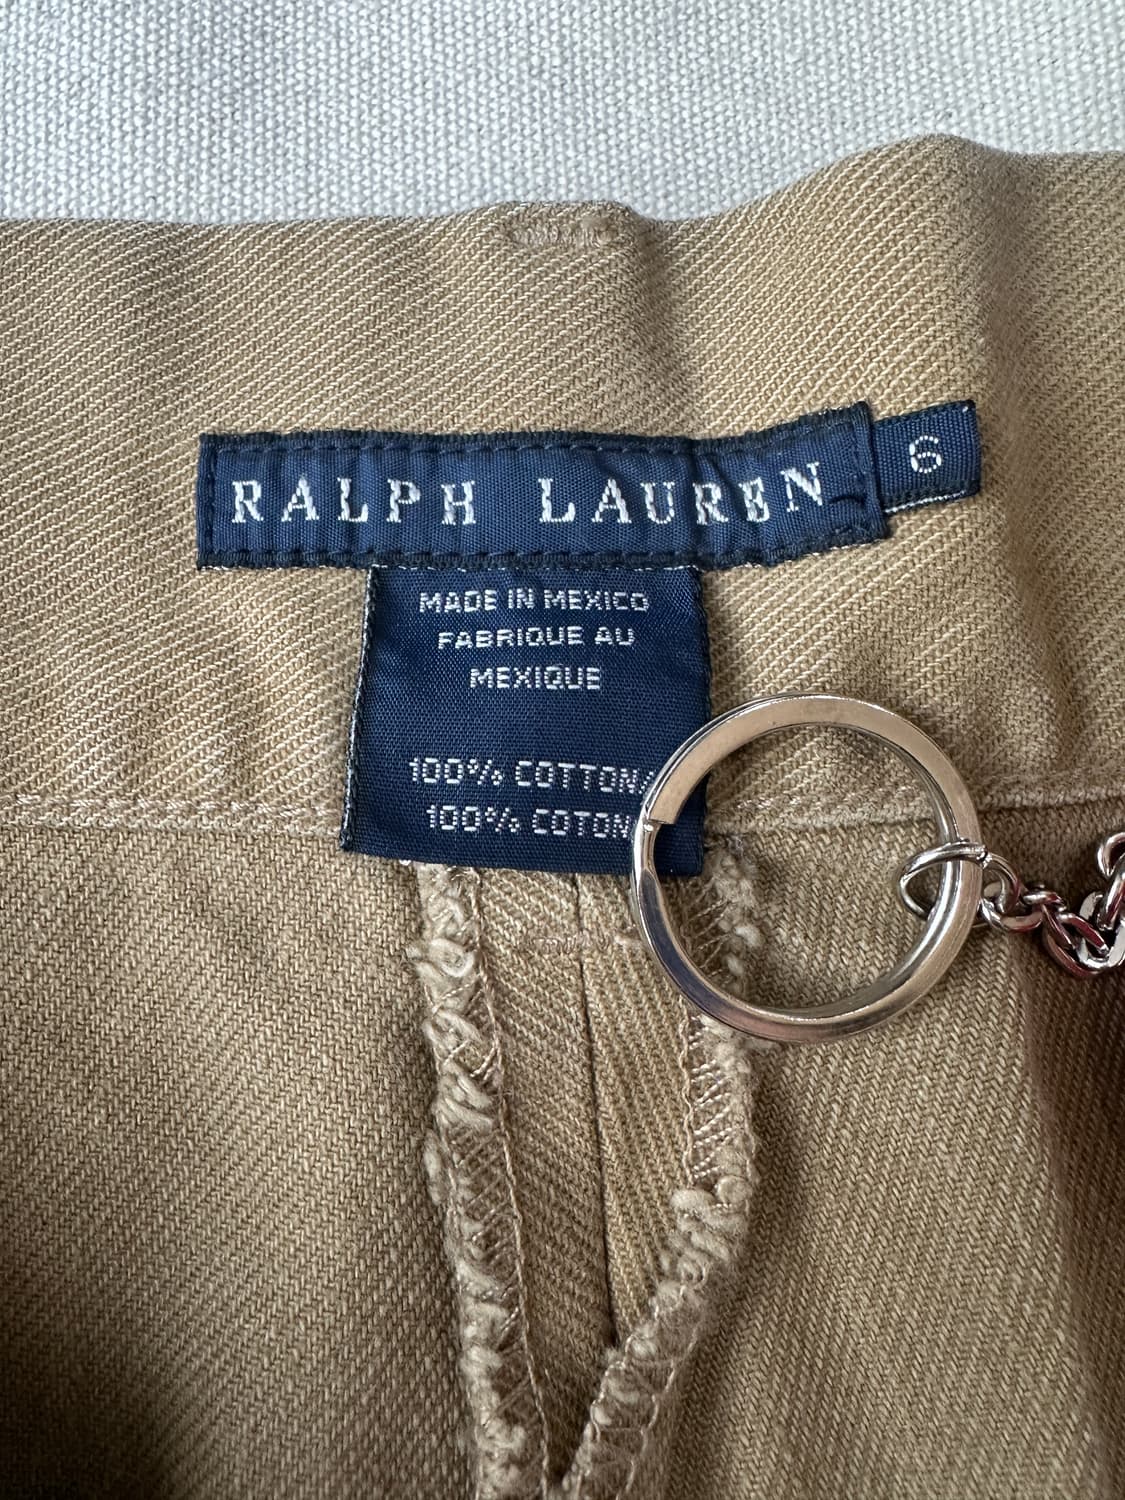 RALPH LAUREN 6
MADE IN MEXICO
FABRIQUE AU
MEXIQUE
100% COTTON/
100% COTON